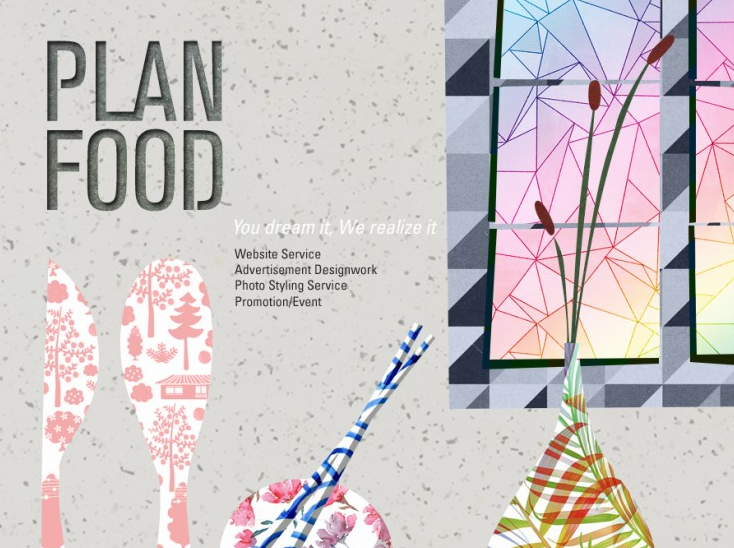 PLAN
FOOD
You dream it, We realize it
Website Service
Advertisement Designwork
Photo Styling Service
Promotion/Event